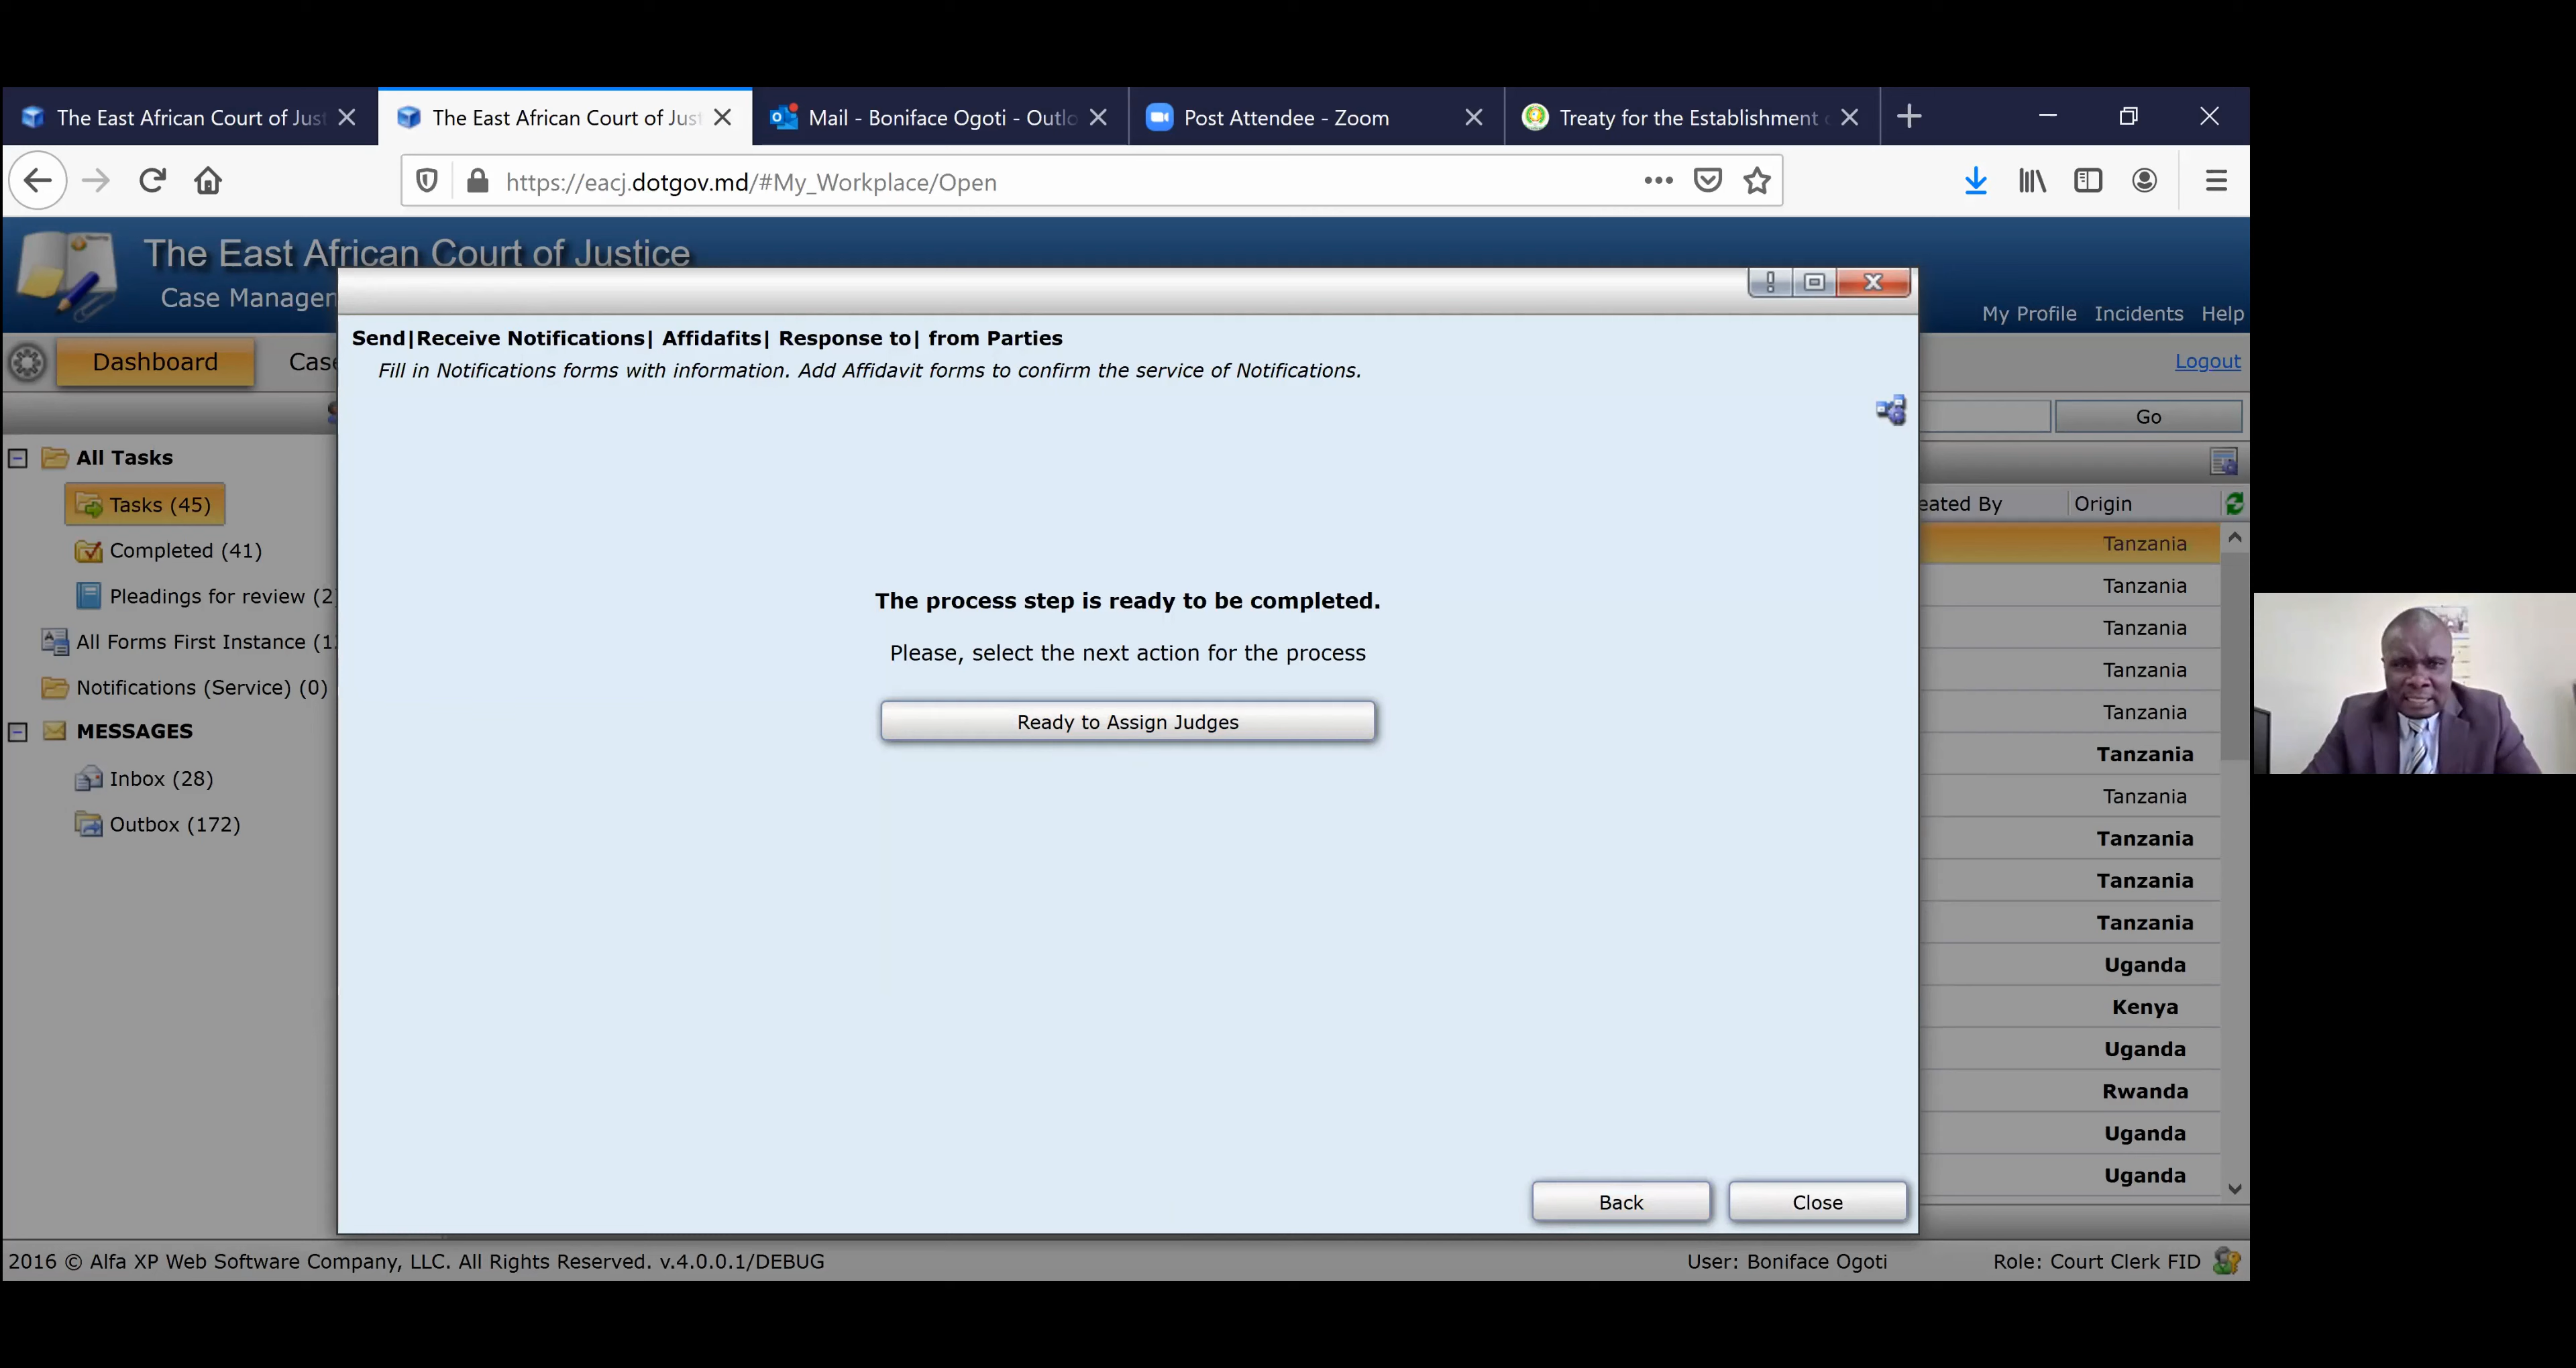 The East African Court of Jus
The East African Court of Just
Mail - Boniface Ogoti - Outlo
Post Attendee - Zoom
Treaty for the Establishment
https://eacj.dotgov.md/#My_Workplace/Open
The East African Court of Justice
Case Manager
My Profile Incidents Help
Dashboard
Case
Logout
Send|Receive Notifications| Affidafits| Response to| from Parties
Fill in Notifications forms with information. Add Affidavit forms to confirm the service of Notifications.
Go
All Tasks
Tasks (45)
Completed (41)
Pleadings for review (2
All Forms First Instance (1
Notifications (Service) (0)
MESSAGES
Inbox (28)
Outbox (172)
The process step is ready to be completed.
Please, select the next action for the process
Ready to Assign Judges
Back
Close
eated By
Origin
Tanzania
Tanzania
Tanzania
Tanzania
Tanzania
Tanzania
Tanzania
Tanzania
Tanzania
Tanzania
Uganda
Kenya
Uganda
Rwanda
Uganda
Uganda
2016 © Alfa XP Web Software Company, LLC. All Rights Reserved. v.4.0.0.1/DEBUG
User: Boniface Ogoti
Role: Court Clerk FID